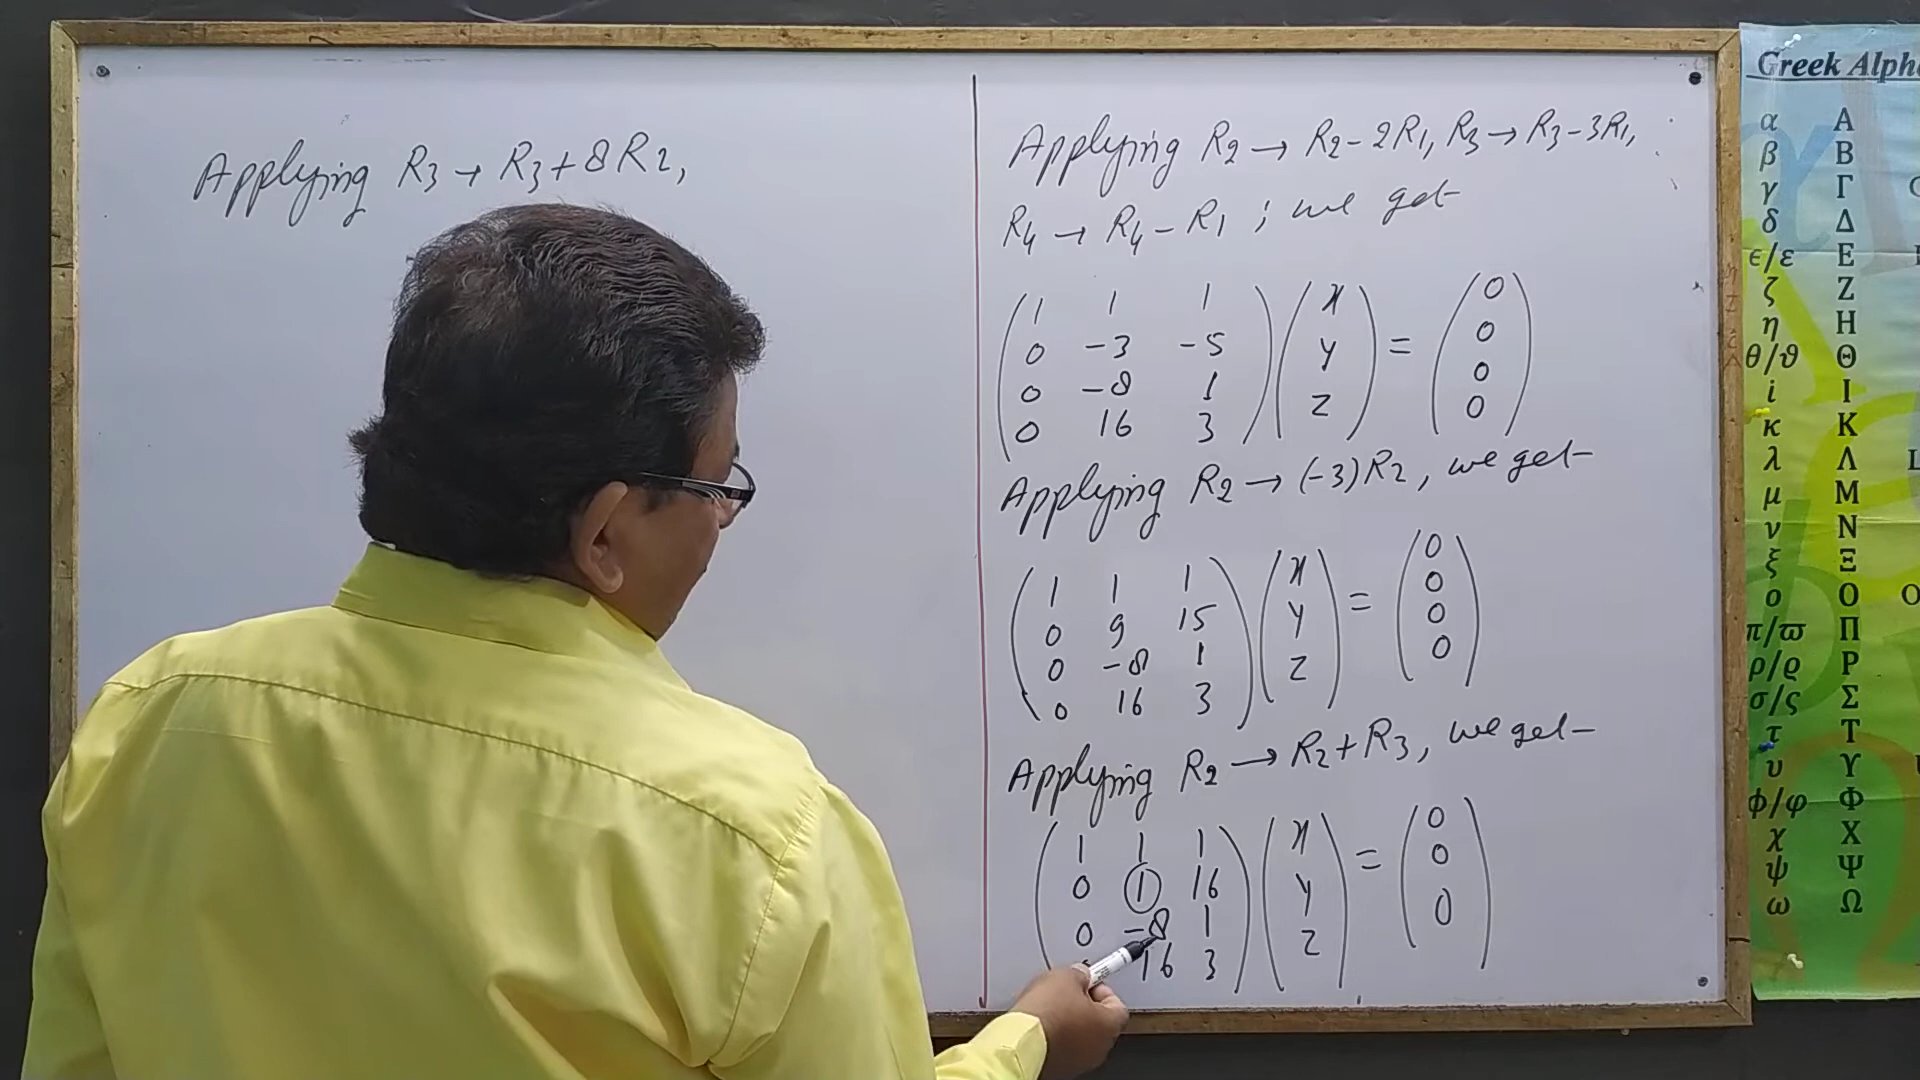 Applying R3 → R3 + 8R2,
Applying R2 → R2 - 2R1, R3 → R3 - 3R1,
R4 → R4 - R1 ; we get
( 1 1 1 ) ( x ) = ( 0 )
( 0 -3 -5 ) ( y ) ( 0 )
( 0 -8 1 ) ( z ) ( 0 )
( 0 16 3 ) ( 0 )
Applying R2 → (-3)R2, we get
( 1 1 1 ) ( x ) = ( 0 )
( 0 9 15 ) ( y ) ( 0 )
( 0 -8 1 ) ( z ) ( 0 )
( 0 16 3 ) ( 0 )
Applying R2 → R2 + R3, we get
( 1 1 1 ) ( x ) = ( 0 )
( 0 1 16 ) ( y ) ( 0 )
( 0 -8 1 ) ( z ) ( 0 )
16 3
Greek Alph
α Α
β Β
γ Γ
δ Δ
ϵ/ε Ε
ζ Ζ
η Η
θ/ϑ Θ
i Ι
κ Κ
λ Λ
μ Μ
ν Ν
ξ Ξ
ο Ο
π/ϖ Π
ρ/ϱ Ρ
σ/ς Σ
τ Τ
υ Υ
ϕ/φ Φ
χ Χ
ψ Ψ
ω Ω